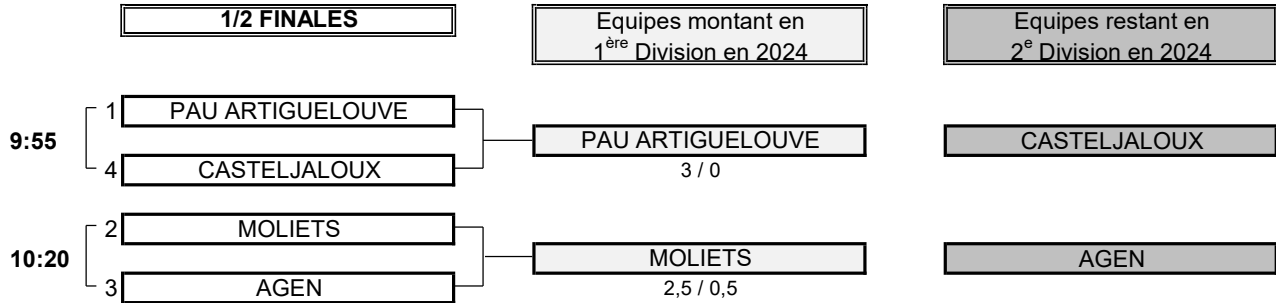 1/2 FINALES
Equipes montant en
1ère Division en 2024
Equipes restant en
2e Division en 2024
9:55
1 PAU ARTIGUELOUVE
4 CASTELJALOUX
PAU ARTIGUELOUVE
3 / 0
CASTELJALOUX
10:20
2 MOLIETS
3 AGEN
MOLIETS
2,5 / 0,5
AGEN